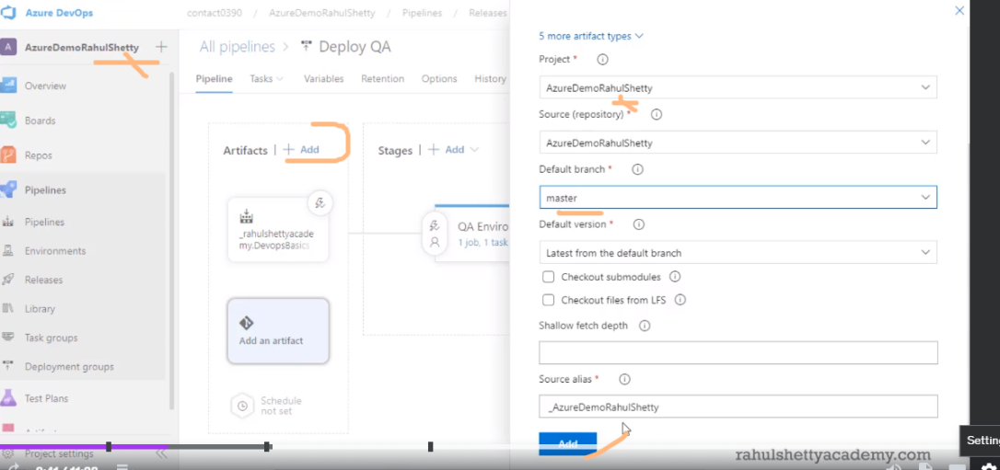 Azure DevOps
contact0390 / AzureDemoRahulShetty / Pipelines / Releases
A AzureDemoRahulShetty +
Overview
Boards
Repos
Pipelines
Pipelines
Environments
Releases
Library
Task groups
Deployment groups
Test Plans
Project settings
All pipelines > Deploy QA
Pipeline Tasks Variables Retention Options History
Artifacts | + Add
Stages | + Add
_rahulshettyaca
demy.DevopsBasics
QA Enviro
1 job, 1 task
Add an artifact
Schedule
not set
5 more artifact types
Project *
AzureDemoRahulShetty
Source (repository) *
AzureDemoRahulShetty
Default branch *
master
Default version *
Latest from the default branch
Checkout submodules
Checkout files from LFS
Shallow fetch depth
Source alias *
_AzureDemoRahulShetty
Add
rahulshettyacademy.com